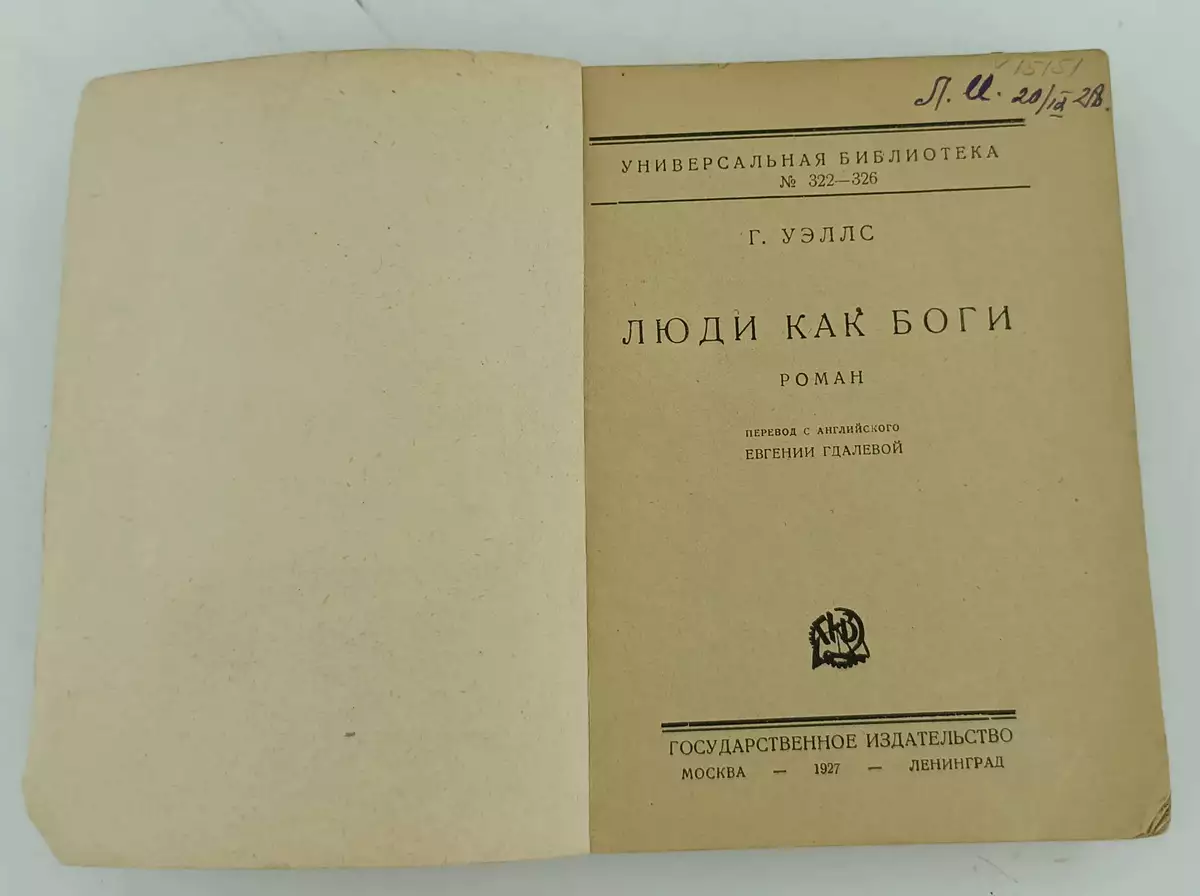 15151
Л. И. 20/IX 28.
УНИВЕРСАЛЬНАЯ БИБЛИОТЕКА
№ 322—326
Г. УЭЛЛС
ЛЮДИ КАК БОГИ
РОМАН
ПЕРЕВОД С АНГЛИЙСКОГО
ЕВГЕНИИ ГДАЛЕВОЙ
ГОСУДАРСТВЕННОЕ ИЗДАТЕЛЬСТВО
МОСКВА — 1927 — ЛЕНИНГРАД